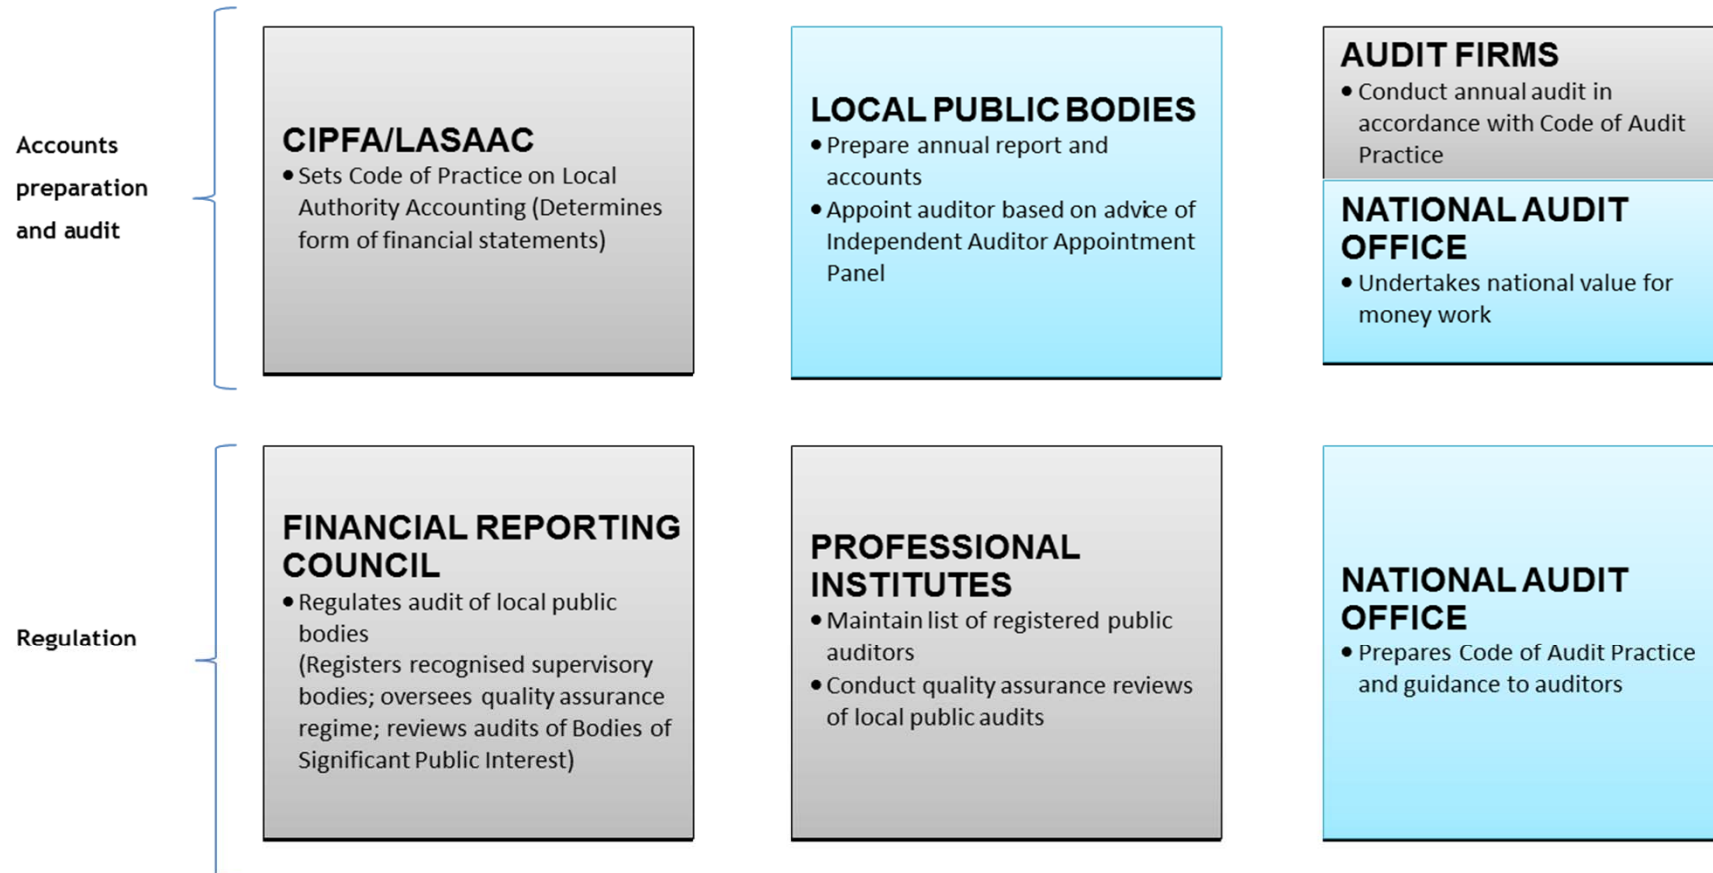 Accounts
preparation
and audit
CIPFA/LASAAC
• Sets Code of Practice on Local
Authority Accounting (Determines
form of financial statements)
LOCAL PUBLIC BODIES
• Prepare annual report and
accounts
• Appoint auditor based on advice of
Independent Auditor Appointment
Panel
AUDIT FIRMS
• Conduct annual audit in
accordance with Code of Audit
Practice
NATIONAL AUDIT
OFFICE
• Undertakes national value for
money work
Regulation
FINANCIAL REPORTING
COUNCIL
• Regulates audit of local public
bodies
(Registers recognised supervisory
bodies; oversees quality assurance
regime; reviews audits of Bodies of
Significant Public Interest)
PROFESSIONAL
INSTITUTES
• Maintain list of registered public
auditors
• Conduct quality assurance reviews
of local public audits
NATIONAL AUDIT
OFFICE
• Prepares Code of Audit Practice
and guidance to auditors